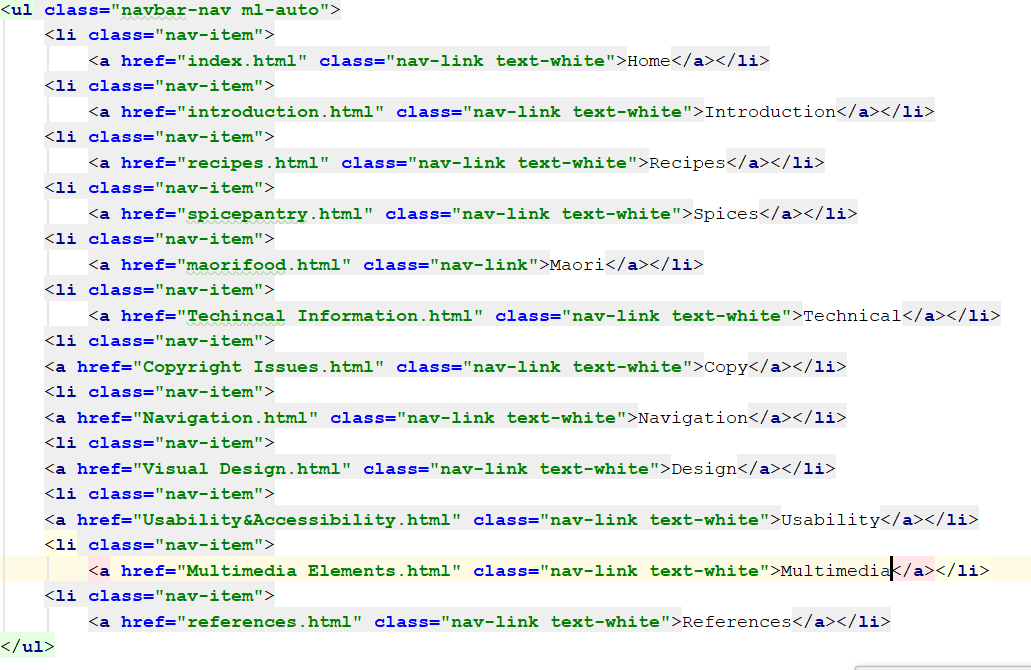 <ul class="navbar-nav ml-auto">
    <li class="nav-item">
        <a href="index.html" class="nav-link text-white">Home</a></li>
    <li class="nav-item">
        <a href="introduction.html" class="nav-link text-white">Introduction</a></li>
    <li class="nav-item">
        <a href="recipes.html" class="nav-link text-white">Recipes</a></li>
    <li class="nav-item">
        <a href="spicepantry.html" class="nav-link text-white">Spices</a></li>
    <li class="nav-item">
        <a href="maorifood.html" class="nav-link">Maori</a></li>
    <li class="nav-item">
        <a href="Techincal Information.html" class="nav-link text-white">Technical</a></li>
    <li class="nav-item">
    <a href="Copyright Issues.html" class="nav-link text-white">Copy</a></li>
    <li class="nav-item">
    <a href="Navigation.html" class="nav-link text-white">Navigation</a></li>
    <li class="nav-item">
    <a href="Visual Design.html" class="nav-link text-white">Design</a></li>
    <li class="nav-item">
    <a href="Usability&Accessibility.html" class="nav-link text-white">Usability</a></li>
    <li class="nav-item">
        <a href="Multimedia Elements.html" class="nav-link text-white">Multimedia</a></li>
    <li class="nav-item">
        <a href="references.html" class="nav-link text-white">References</a></li>
</ul>